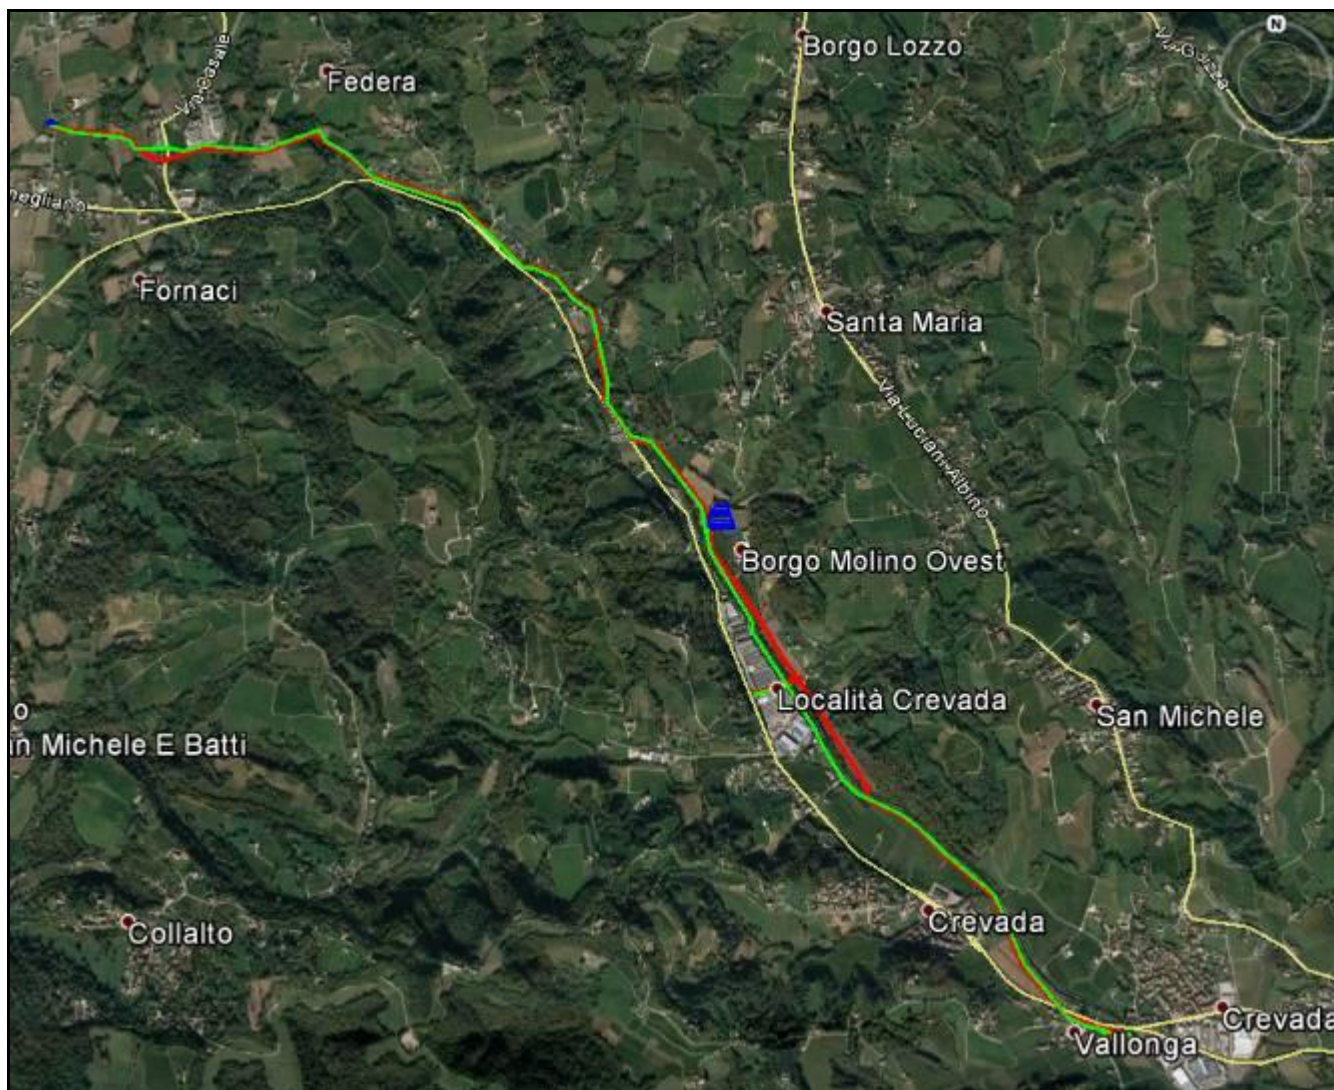 Borgo Lozzo
N
Via Casale
Federa
negliano
Fornaci
Santa Maria
Via Luciani Albino
Borgo Molino Ovest
Località Crevada
San Michele
o
n Michele E Batti
Crevada
Collalto
Crevada
Vallonga